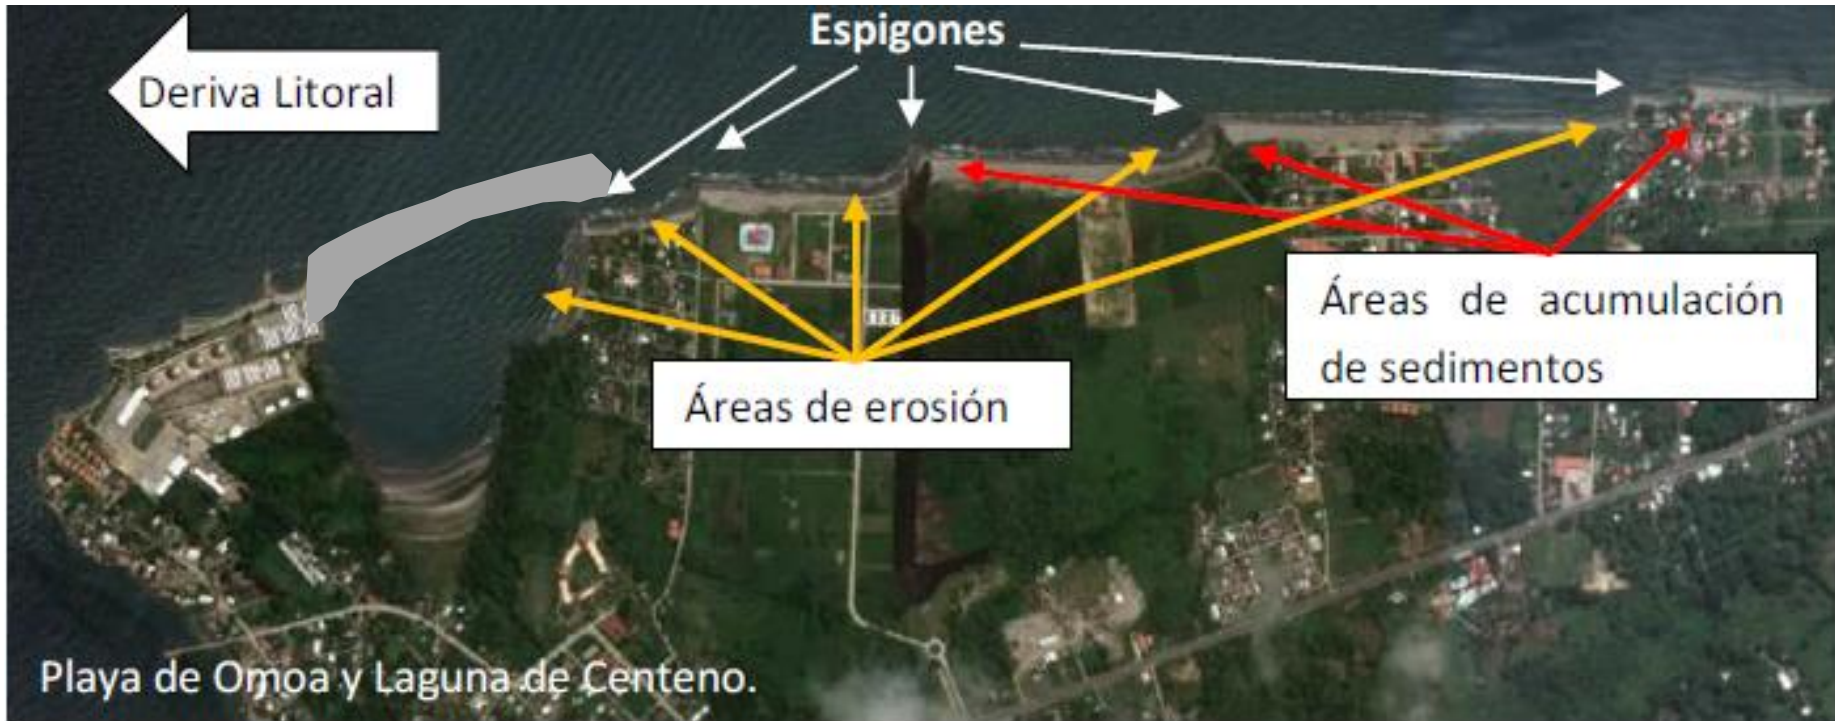 Espigones
Deriva Litoral
Áreas de acumulación
de sedimentos
Áreas de erosión
Playa de Omoa y Laguna de Centeno.